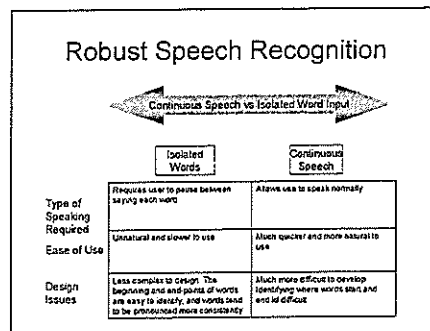 Robust Speech Recognition
Continuous Speech vs Isolated Word Input
Isolated
Words
Continuous
Speech
Type of
Speaking
Required
Requires user to pause between
saying each word
Allows use to speak normally
Ease of Use
Unnatural and slower to use
Much quicker and more natural to
use
Design
Issues
Less complex to design. The
beginning and end-points of words
are easy to identify, and words tend
to be pronounced more consistently
Much more difficult to develop
Identifying where words start and
end is difficult